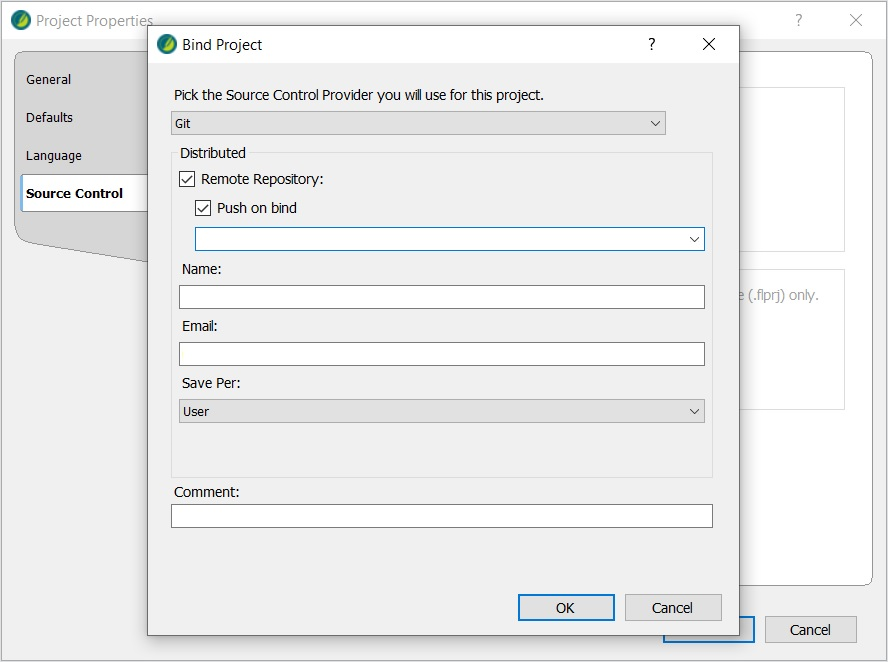 Project Properties
?
General
Defaults
Language
Source Control
Bind Project
?
Pick the Source Control Provider you will use for this project.
Git
Distributed
Remote Repository:
Push on bind
Name:
Email:
Save Per:
User
Comment:
OK
Cancel
(.flprj) only.
Cancel